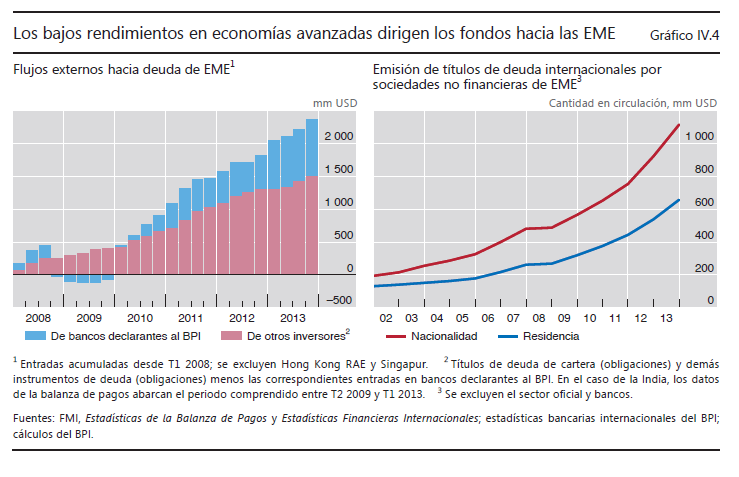 Los bajos rendimientos en economías avanzadas dirigen los fondos hacia las EME Gráfico IV.4
Flujos externos hacia deuda de EME1
mm USD
2 000
1 500
1 000
500
0
–500
2008 2009 2010 2011 2012 2013
De bancos declarantes al BPI De otros inversores2
Emisión de títulos de deuda internacionales por
sociedades no financieras de EME3
Cantidad en circulación, mm USD
1 000
800
600
400
200
0
02 03 04 05 06 07 08 09 10 11 12 13
Nacionalidad Residencia
1 Entradas acumuladas desde T1 2008; se excluyen Hong Kong RAE y Singapur. 2 Títulos de deuda de cartera (obligaciones) y demás
instrumentos de deuda (obligaciones) menos las correspondientes entradas en bancos declarantes al BPI. En el caso de la India, los datos
de la balanza de pagos abarcan el periodo comprendido entre T2 2009 y T1 2013. 3 Se excluyen el sector oficial y bancos.
Fuentes: FMI, Estadísticas de la Balanza de Pagos y Estadísticas Financieras Internacionales; estadísticas bancarias internacionales del BPI;
cálculos del BPI.